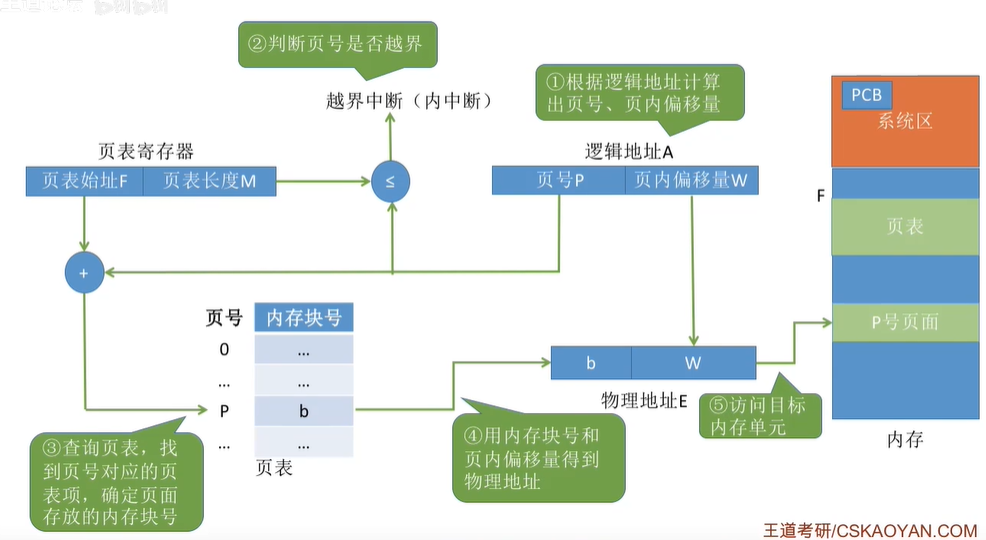 ②判断页号是否越界
越界中断（内中断）
①根据逻辑地址计算
出页号、页内偏移量
页表寄存器
页表始址F
页表长度M
≤
逻辑地址A
页号P
页内偏移量W
+
页号
内存块号
0
…
…
…
P
b
…
…
页表
③查询页表，找
到页号对应的页
表项，确定页面
存放的内存块号
④用内存块号和
页内偏移量得到
物理地址
b
W
物理地址E
⑤访问目标
内存单元
PCB
系统区
F
页表
P号页面
内存
王道考研/CSKAOYAN.COM